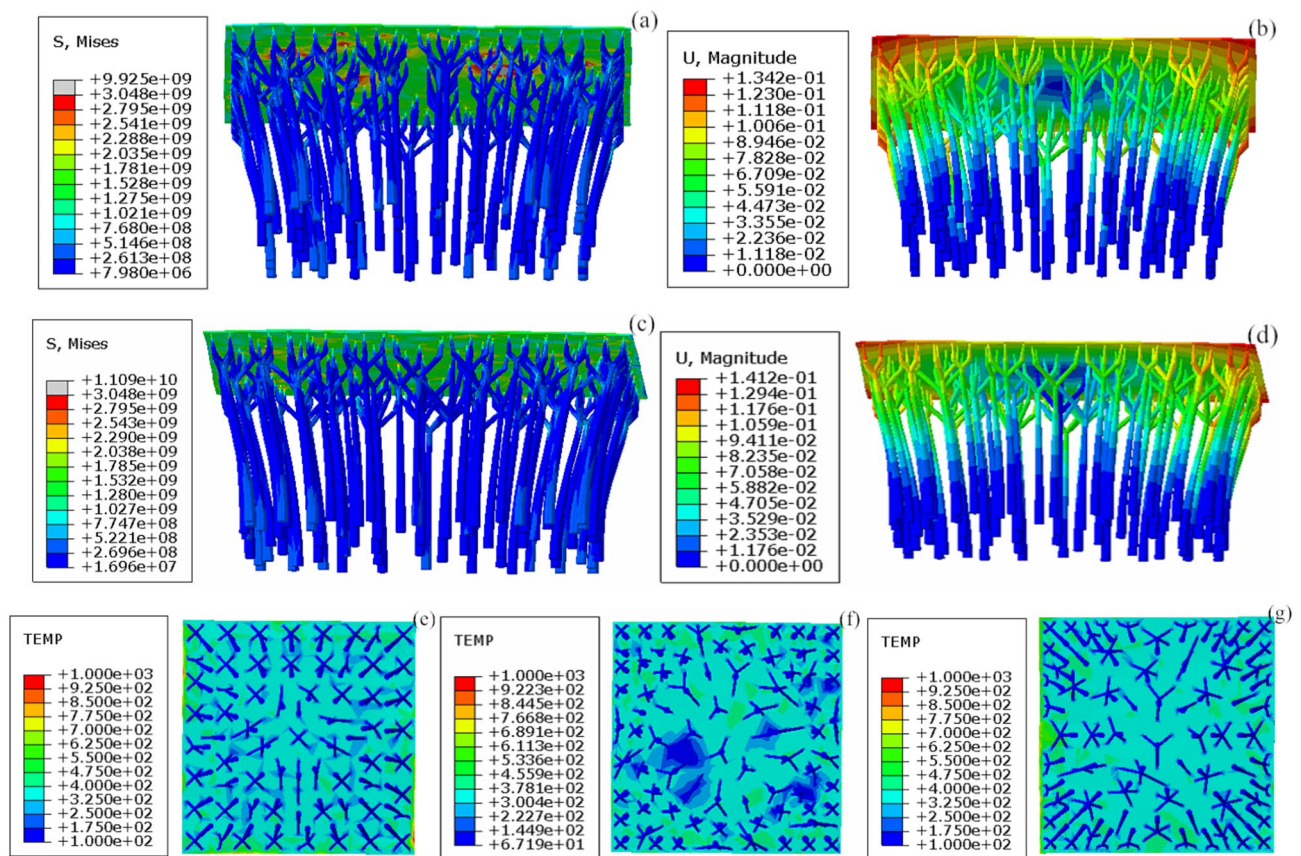 (a)
S, Mises
+9.925e+09
+3.048e+09
+2.795e+09
+2.541e+09
+2.288e+09
+2.035e+09
+1.781e+09
+1.528e+09
+1.275e+09
+1.021e+09
+7.680e+08
+5.146e+08
+2.613e+08
+7.980e+06
(b)
U, Magnitude
+1.342e-01
+1.230e-01
+1.118e-01
+1.006e-01
+8.946e-02
+7.828e-02
+6.709e-02
+5.591e-02
+4.473e-02
+3.355e-02
+2.236e-02
+1.118e-02
+0.000e+00
(c)
S, Mises
+1.109e+10
+3.048e+09
+2.795e+09
+2.543e+09
+2.290e+09
+2.038e+09
+1.785e+09
+1.532e+09
+1.280e+09
+1.027e+09
+7.747e+08
+5.221e+08
+2.696e+08
+1.696e+07
(d)
U, Magnitude
+1.412e-01
+1.294e-01
+1.176e-01
+1.059e-01
+9.411e-02
+8.235e-02
+7.058e-02
+5.882e-02
+4.705e-02
+3.529e-02
+2.353e-02
+1.176e-02
+0.000e+00
(e)
TEMP
+1.000e+03
+9.250e+02
+8.500e+02
+7.750e+02
+7.000e+02
+6.250e+02
+5.500e+02
+4.750e+02
+4.000e+02
+3.250e+02
+2.500e+02
+1.750e+02
+1.000e+02
(f)
TEMP
+1.000e+03
+9.223e+02
+8.445e+02
+7.668e+02
+6.891e+02
+6.113e+02
+5.336e+02
+4.559e+02
+3.781e+02
+3.004e+02
+2.227e+02
+1.449e+02
+6.719e+01
(g)
TEMP
+1.000e+03
+9.250e+02
+8.500e+02
+7.750e+02
+7.000e+02
+6.250e+02
+5.500e+02
+4.750e+02
+4.000e+02
+3.250e+02
+2.500e+02
+1.750e+02
+1.000e+02